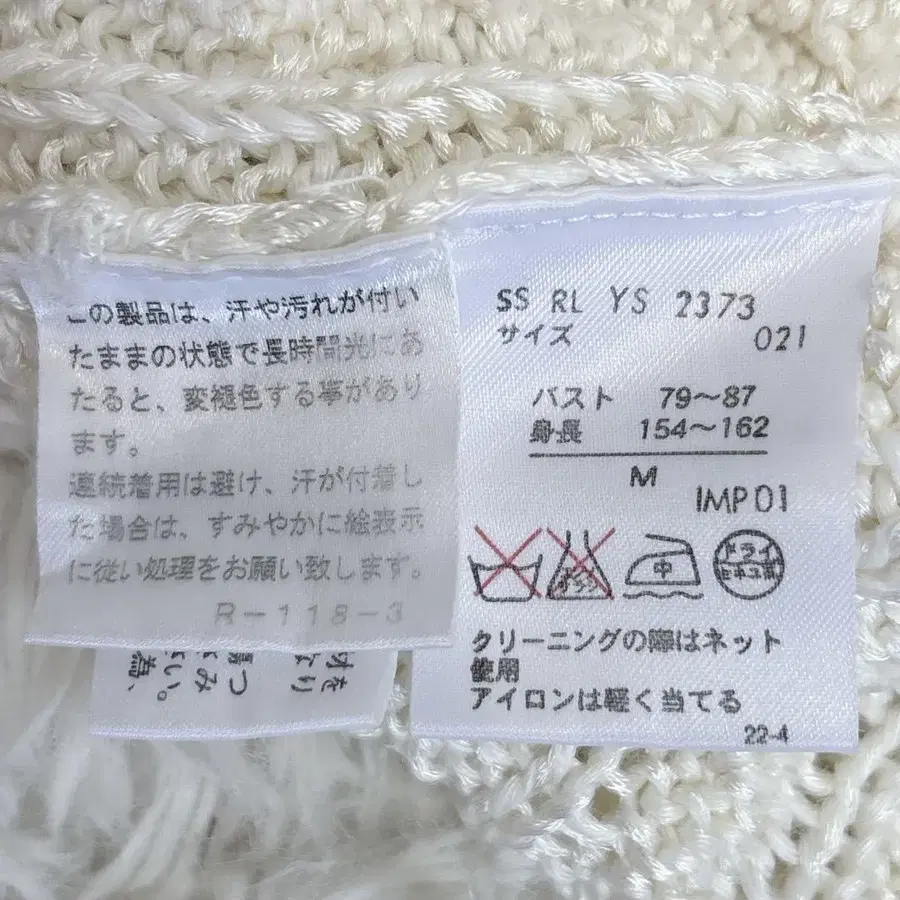 この製品は、汗や汚れが付い
たままの状態で長時間光にあ
たると、変褪色する事があり
ます。
連続着用は避け、汗が付着し
た場合は、すみやかに絵表示
に従い処理をお願い致します。
R-118-3
SS RL YS 2373
サイズ 021
バスト 79〜87
身長 154〜162
M
IMP01
中
ドライ
セキユ系
クリーニングの際はネット
使用
アイロンは軽く当てる
22-4